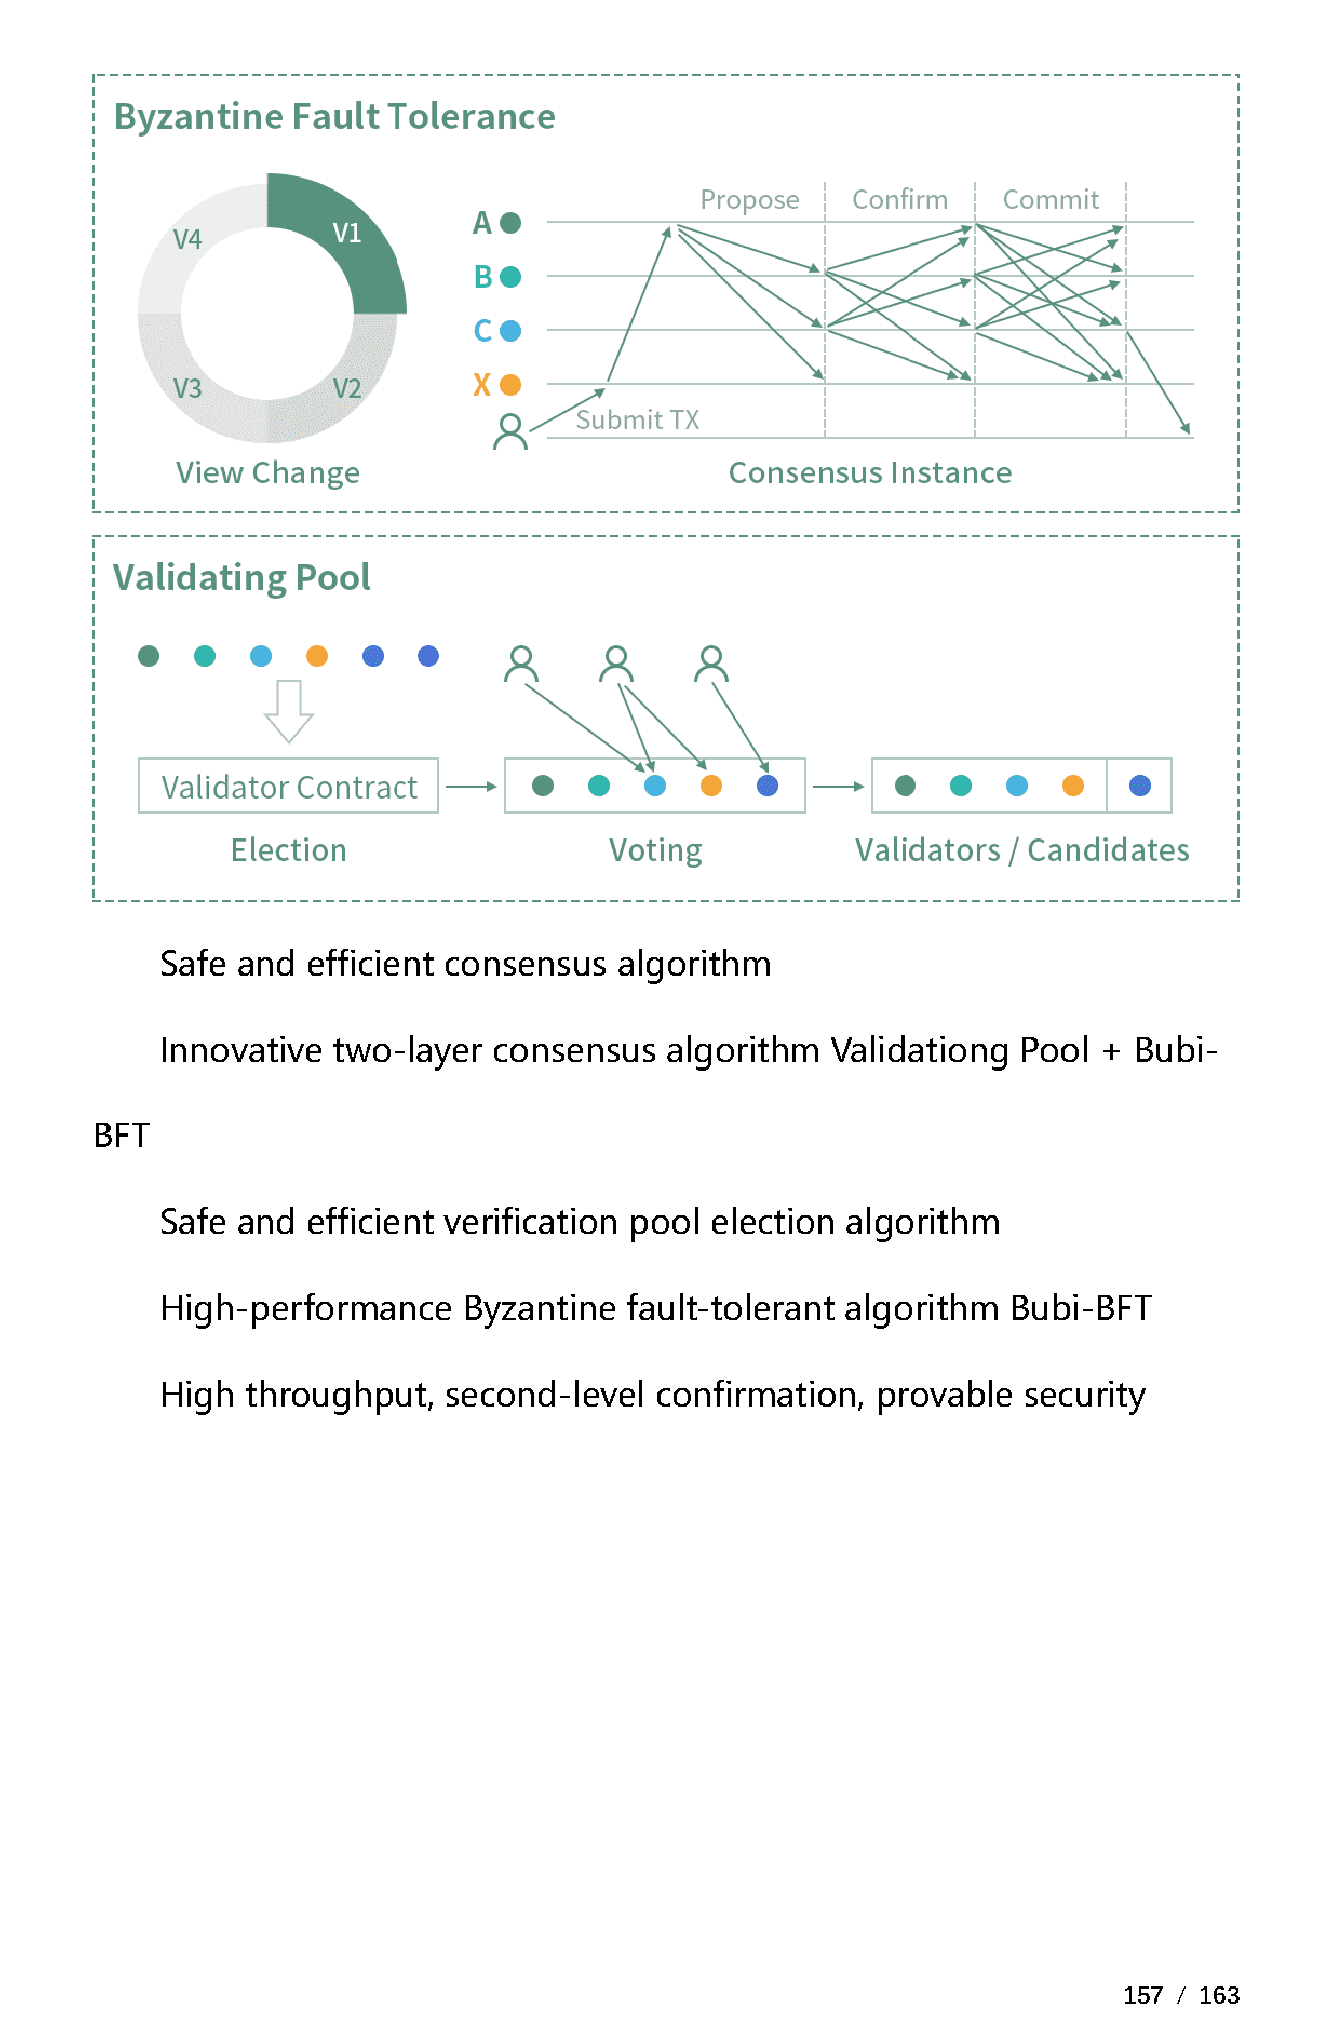 Byzantine Fault Tolerance
V4
V1
V3
V2
View Change
Propose
Confirm
Commit
A
B
C
X
Submit TX
Consensus Instance
Validating Pool
Validator Contract
Election
Voting
Validators / Candidates
Safe and efficient consensus algorithm
Innovative two-layer consensus algorithm Validationg Pool + Bubi-
BFT
Safe and efficient verification pool election algorithm
High-performance Byzantine fault-tolerant algorithm Bubi-BFT
High throughput, second-level confirmation, provable security
157 / 163